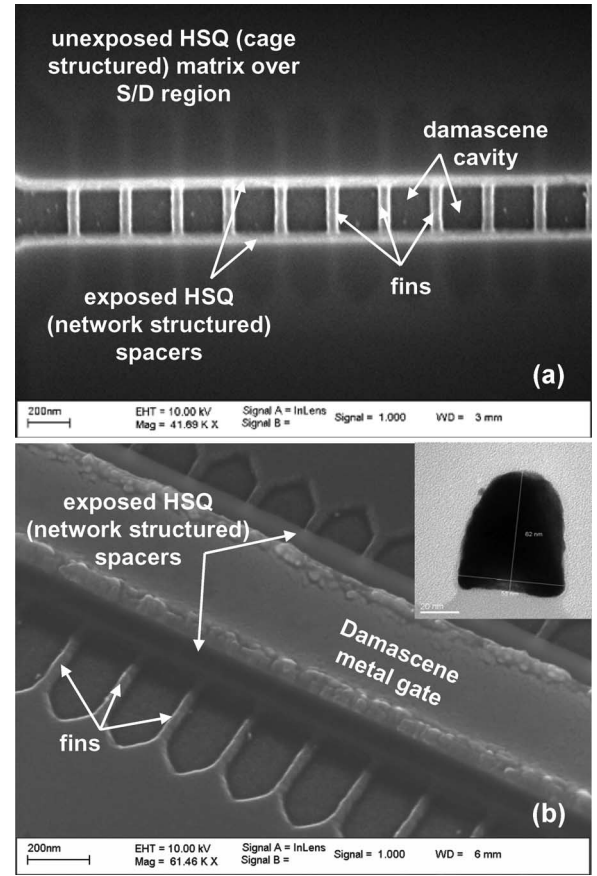 unexposed HSQ (cage
structured) matrix over
S/D region
damascene
cavity
fins
exposed HSQ
(network structured)
spacers
(a)
200nm
EHT = 10.00 kV
Mag = 41.69 K X
Signal A = InLens
Signal B =
Signal = 1.000
WD = 3 mm
exposed HSQ
(network structured)
spacers
62 nm
20 nm
Damascene
metal gate
fins
(b)
200nm
EHT = 10.00 kV
Mag = 61.46 K X
Signal A = InLens
Signal B =
Signal = 1.000
WD = 6 mm